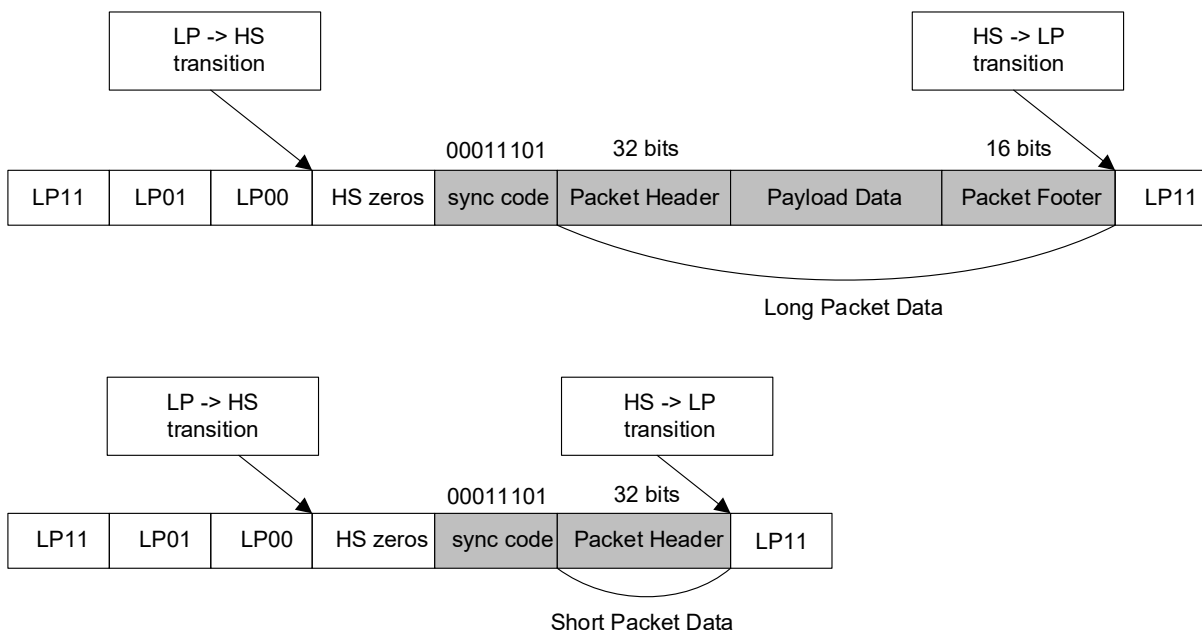 LP -> HS
transition
HS -> LP
transition
00011101
32 bits
16 bits
LP11
LP01
LP00
HS zeros
sync code
Packet Header
Payload Data
Packet Footer
LP11
Long Packet Data
LP -> HS
transition
HS -> LP
transition
00011101
32 bits
LP11
LP01
LP00
HS zeros
sync code
Packet Header
LP11
Short Packet Data